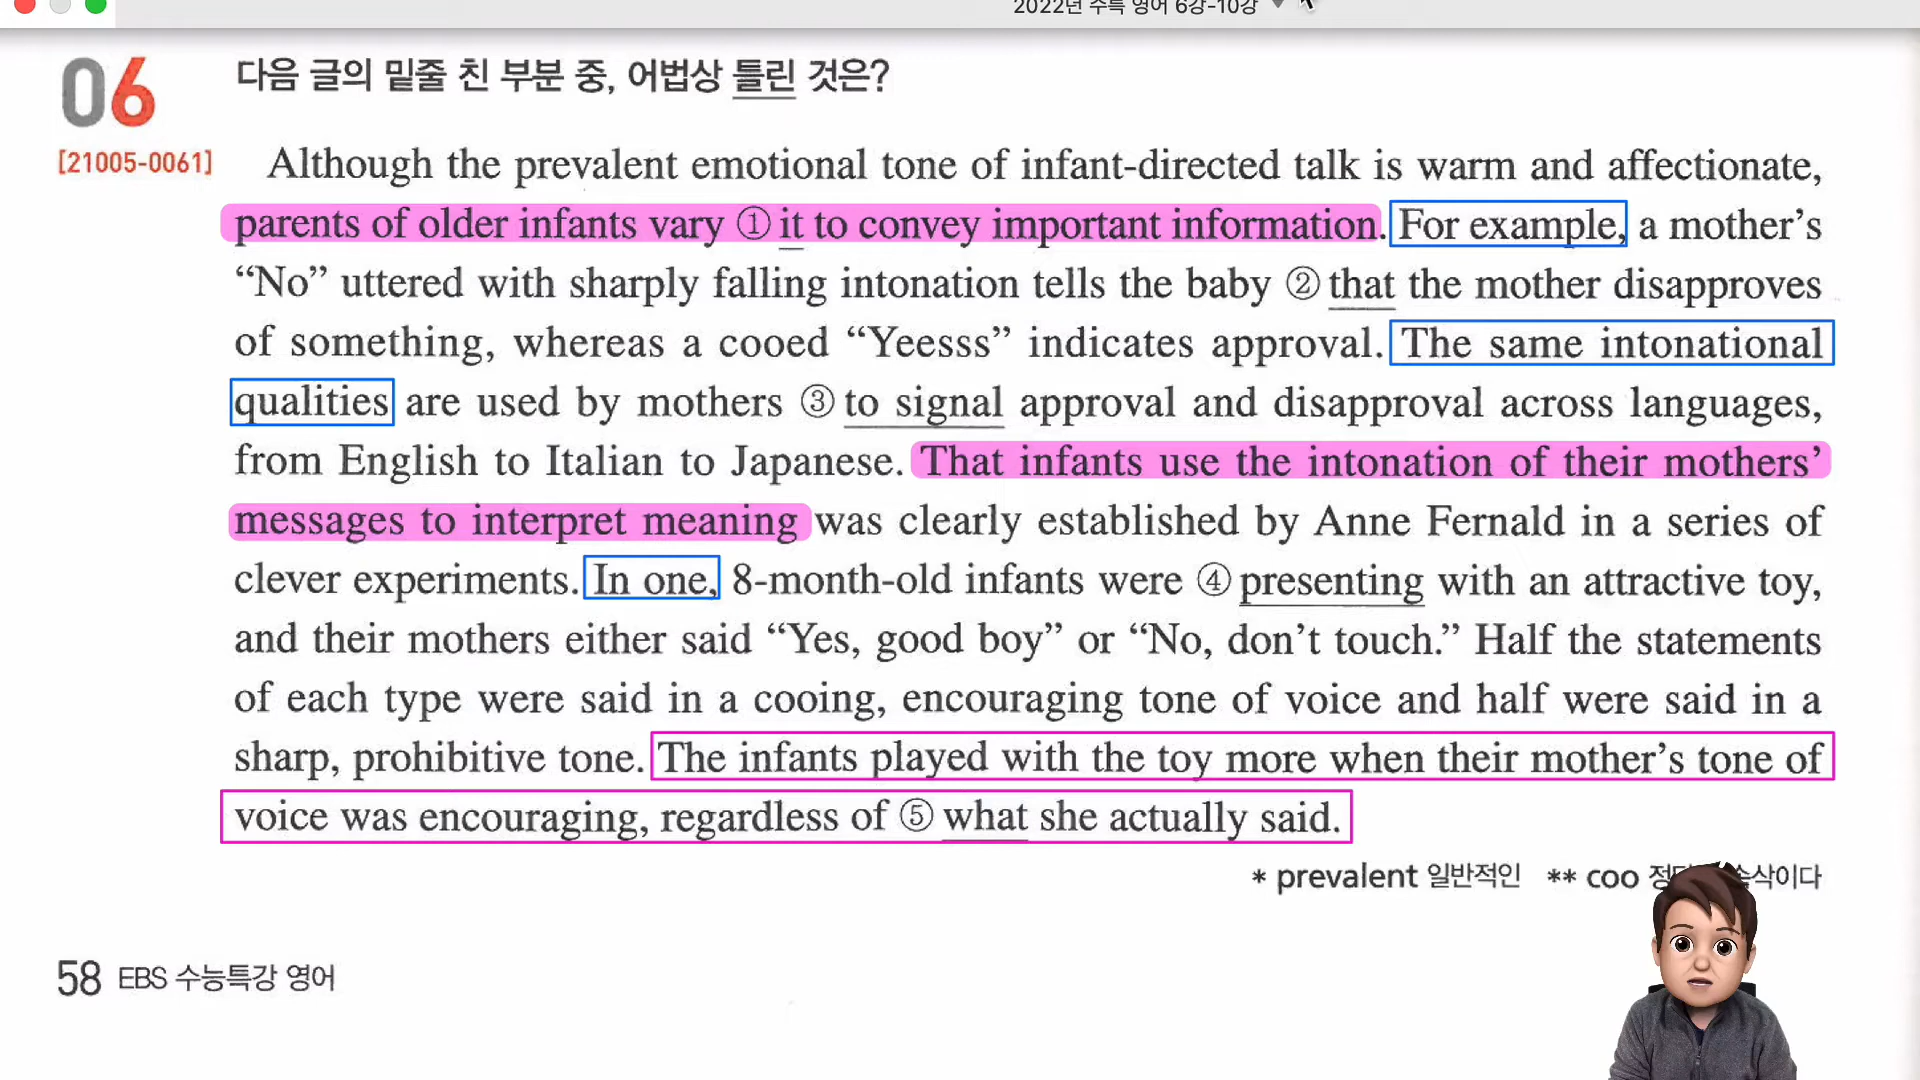 2022년 수특 영어 6강-10강
06
다음 글의 밑줄 친 부분 중, 어법상 틀린 것은?
[21005-0061]
Although the prevalent emotional tone of infant-directed talk is warm and affectionate,
parents of older infants vary ① it to convey important information. For example, a mother’s
“No” uttered with sharply falling intonation tells the baby ② that the mother disapproves
of something, whereas a cooed “Yeesss” indicates approval. The same intonational
qualities are used by mothers ③ to signal approval and disapproval across languages,
from English to Italian to Japanese. That infants use the intonation of their mothers’
messages to interpret meaning was clearly established by Anne Fernald in a series of
clever experiments. In one, 8-month-old infants were ④ presenting with an attractive toy,
and their mothers either said “Yes, good boy” or “No, don’t touch.” Half the statements
of each type were said in a cooing, encouraging tone of voice and half were said in a
sharp, prohibitive tone. The infants played with the toy more when their mother’s tone of
voice was encouraging, regardless of ⑤ what she actually said.
* prevalent 일반적인 ** coo
58 EBS 수능특강 영어